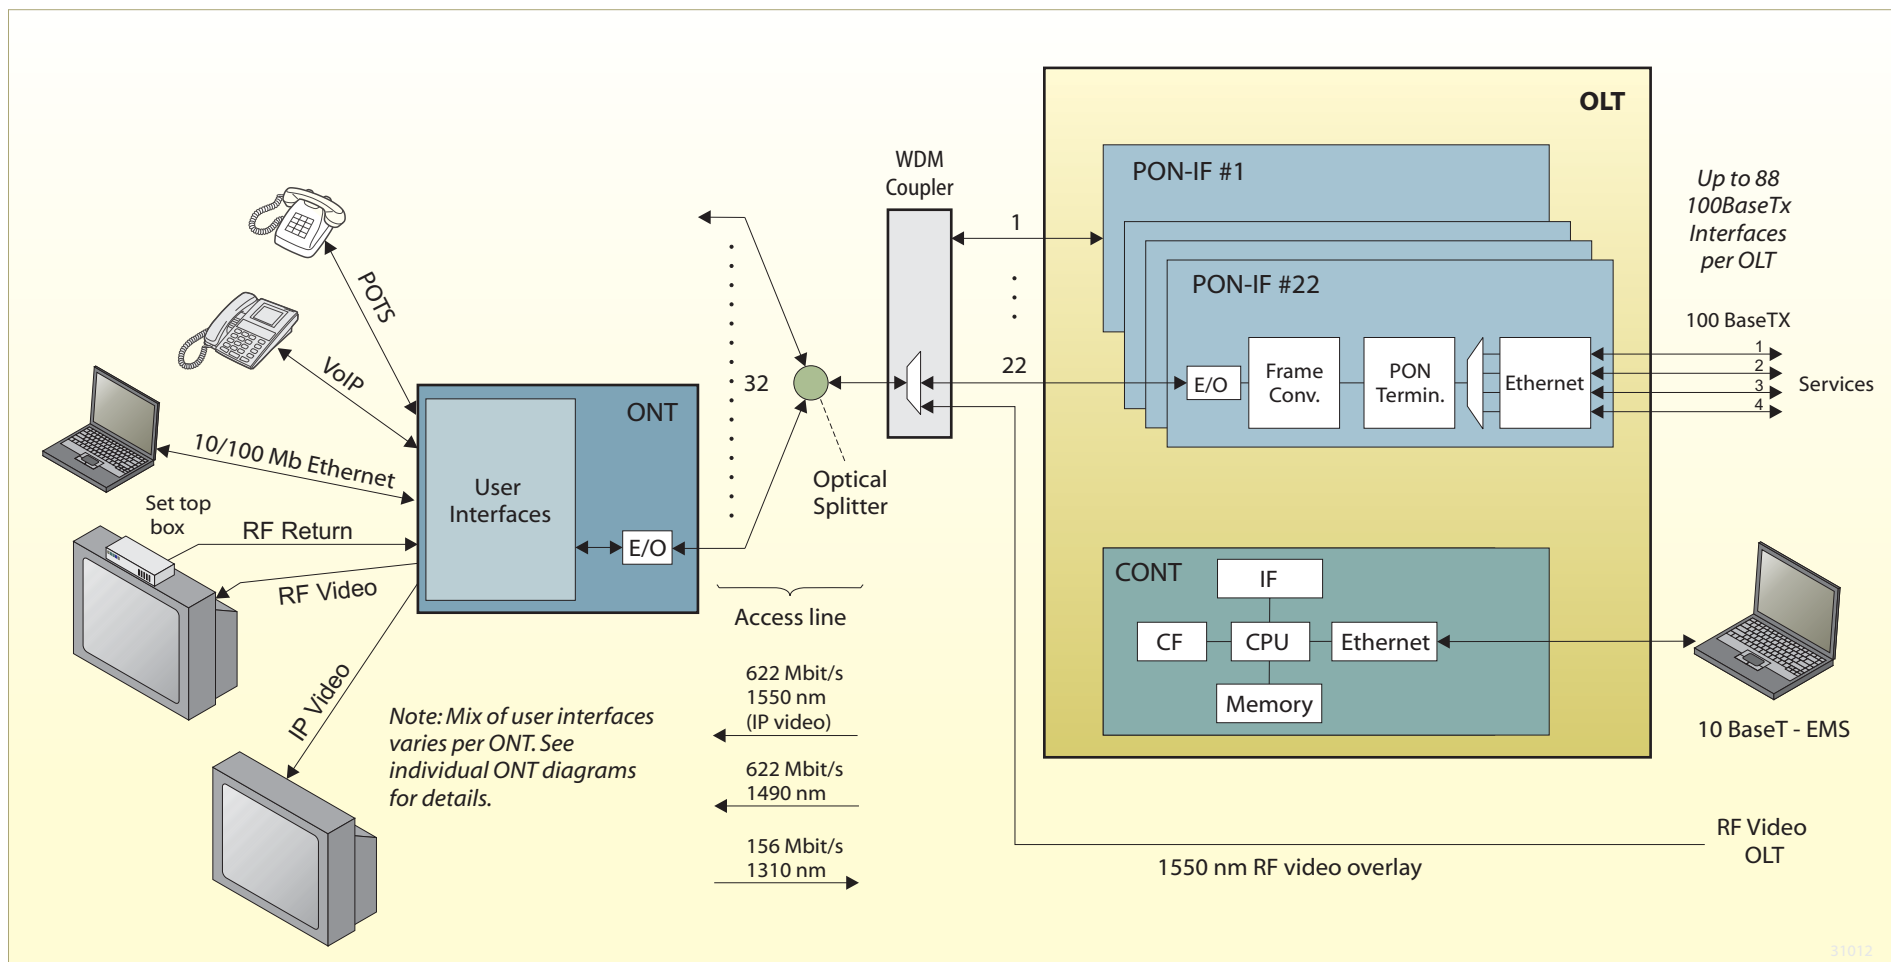 OLT
WDM
Coupler
PON-IF #1
Up to 88
100BaseTx
Interfaces
per OLT
1
PON-IF #22
POTS
100 BaseTX
VoIP
32
22
E/O
Frame
Conv.
PON
Termin.
Ethernet
1
2
3
4
Services
ONT
10/100 Mb Ethernet
User
Interfaces
Optical
Splitter
Set top
box
RF Return
E/O
RF Video
CONT
IF
Access line
CF
CPU
Ethernet
IP Video
622 Mbit/s
1550 nm
(IP video)
Memory
Note: Mix of user interfaces
varies per ONT. See
individual ONT diagrams
for details.
10 BaseT - EMS
622 Mbit/s
1490 nm
156 Mbit/s
1310 nm
RF Video
OLT
1550 nm RF video overlay
31012